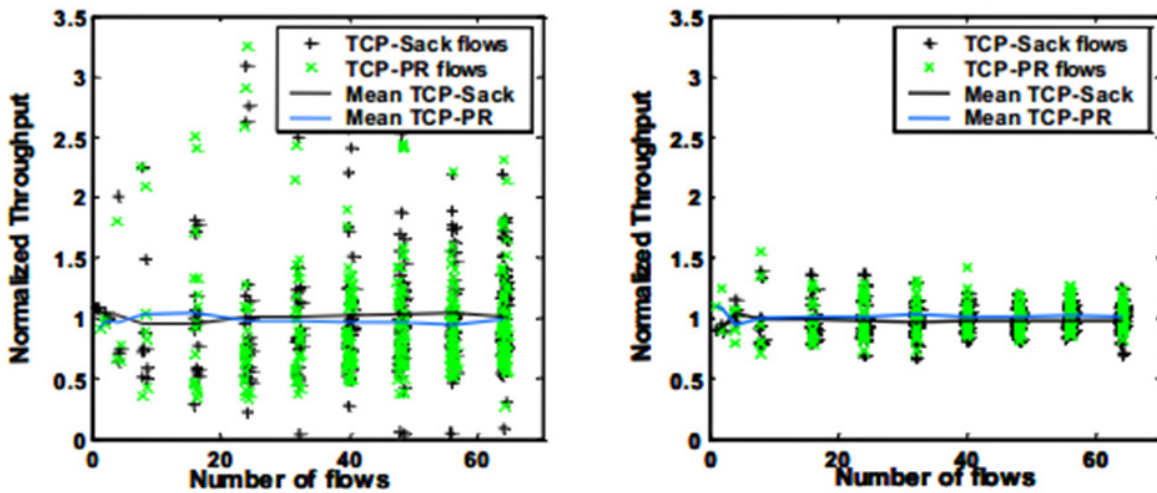 3.5
3
2.5
2
1.5
1
0.5
0
Normalized Throughput
TCP-Sack flows
TCP-PR flows
Mean TCP-Sack
Mean TCP-PR
0 20 40 60
Number of flows
3.5
3
2.5
2
1.5
1
0.5
0
Normalized Throughput
TCP-Sack flows
TCP-PR flows
Mean TCP-Sack
Mean TCP-PR
0 20 40 60
Number of flows